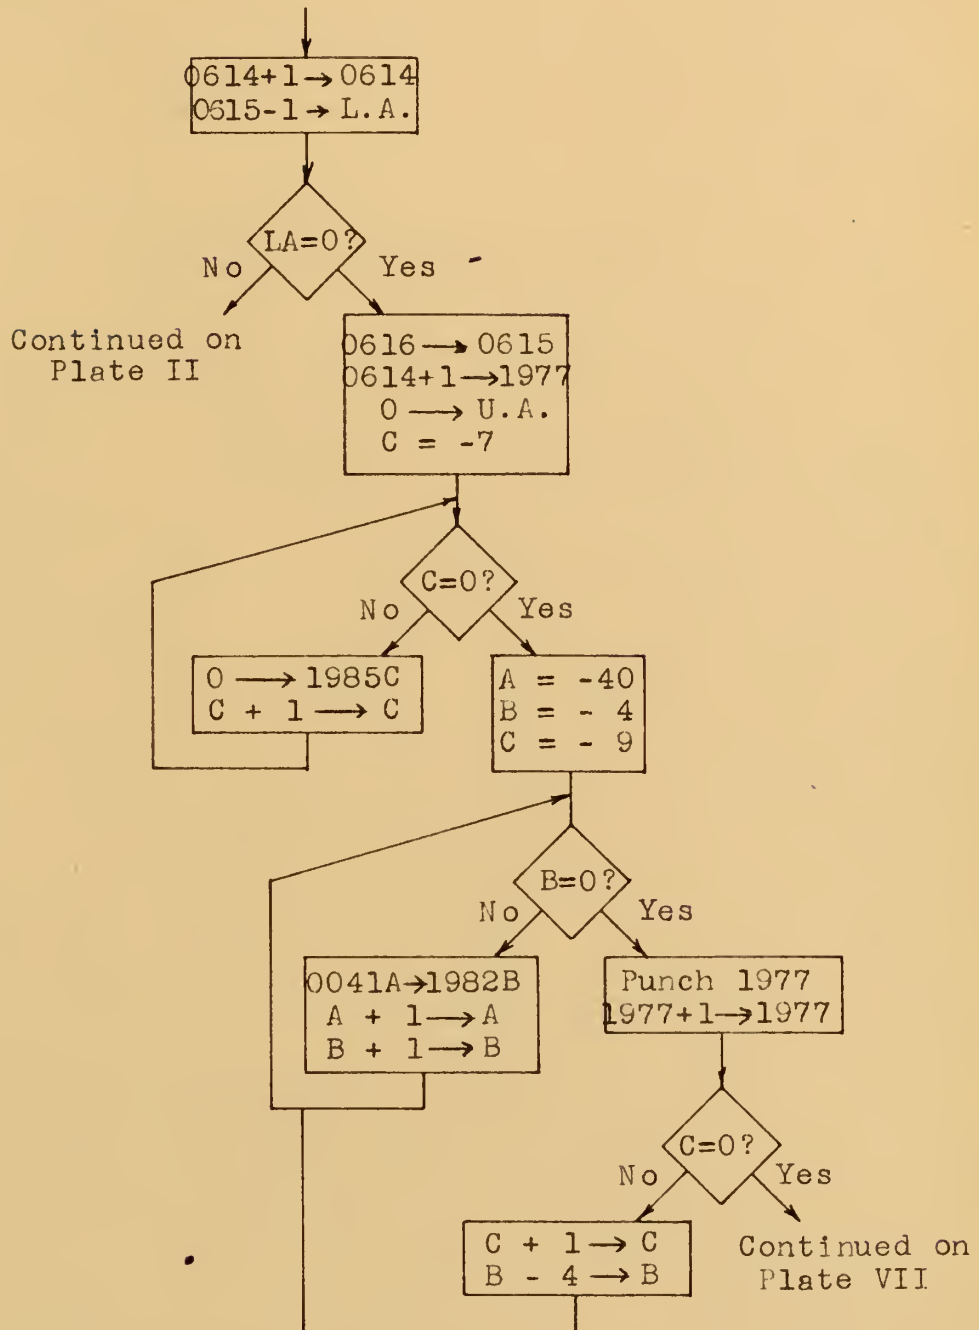 0614+1→ 0614
0615-1→ L.A.
LA=0?
No
Yes
Continued on
Plate II
0616 → 0615
0614+1→1977
0 → U.A.
C = -7
C=0?
No
Yes
0 → 1985C
C + 1 → C
A = -40
B = - 4
C = - 9
B=0?
No
Yes
0041A→1982B
A + 1→A
B + 1→B
Punch 1977
1977+1→1977
C=0?
No
Yes
C + 1→C
B - 4→B
Continued on
Plate VII